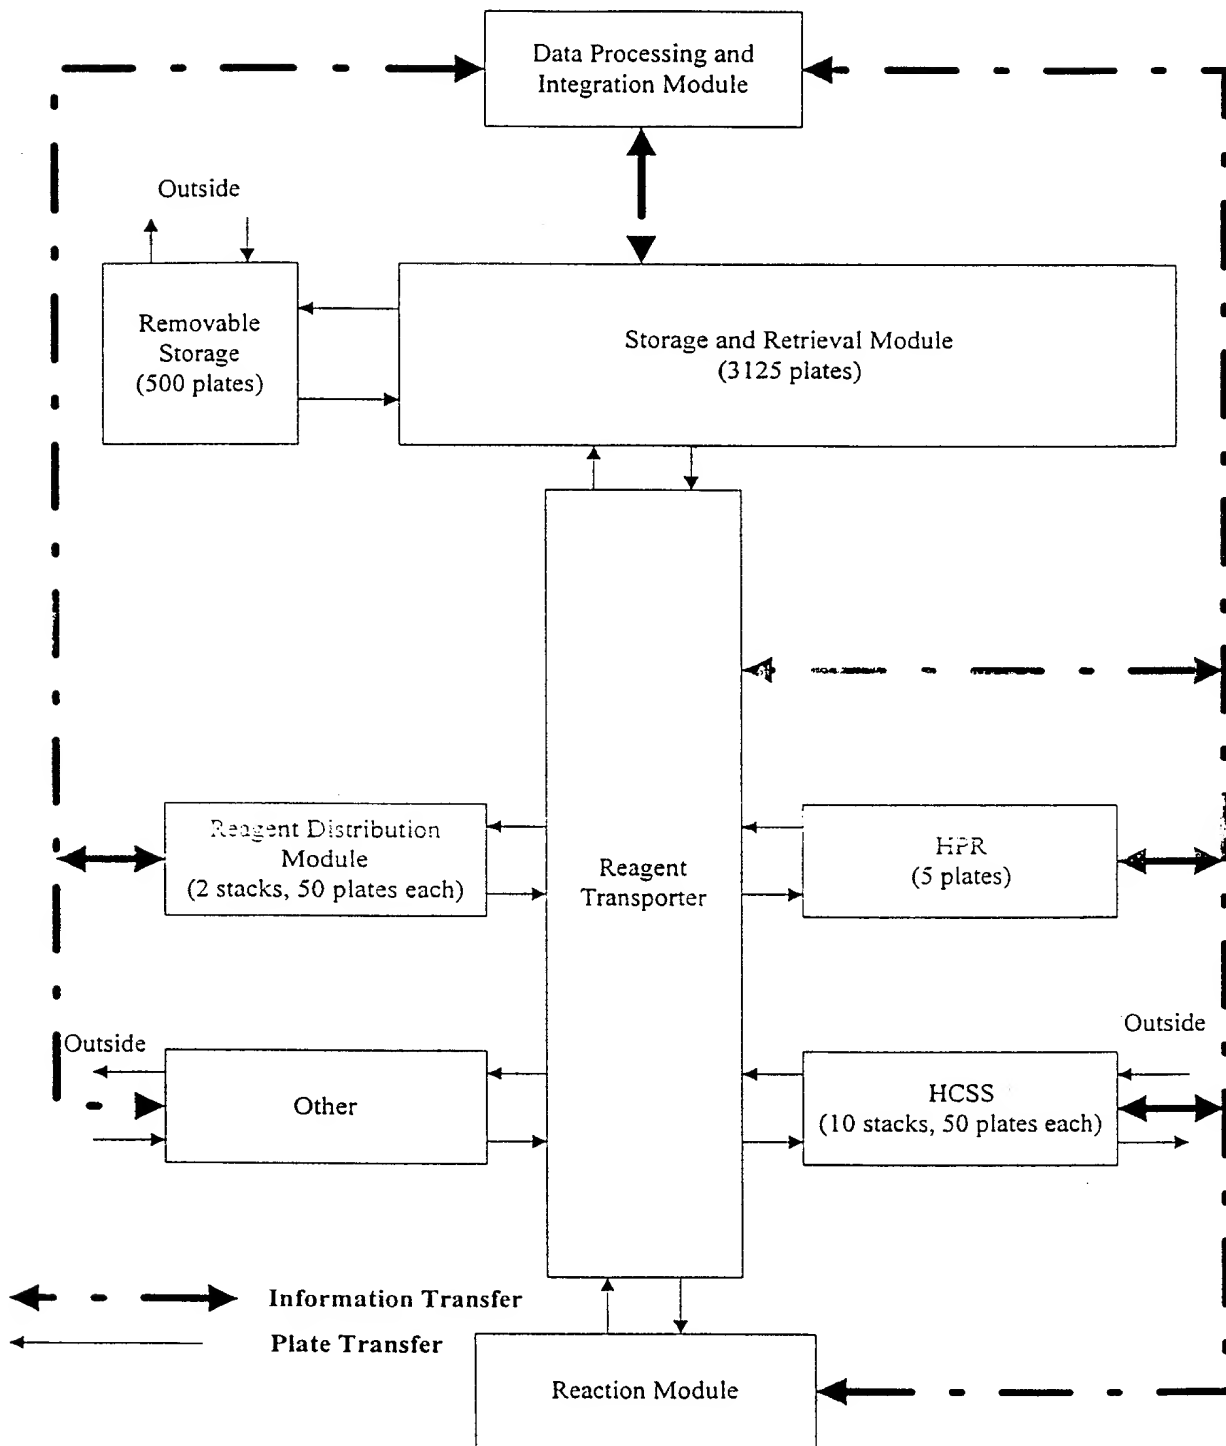 Data Processing and
Integration Module
Outside
Removable
Storage
(500 plates)
Storage and Retrieval Module
(3125 plates)
Reagent Distribution
Module
(2 stacks, 50 plates each)
Reagent
Transporter
HPR
(5 plates)
Outside
Other
Outside
HCSS
(10 stacks, 50 plates each)
Information Transfer
Plate Transfer
Reaction Module